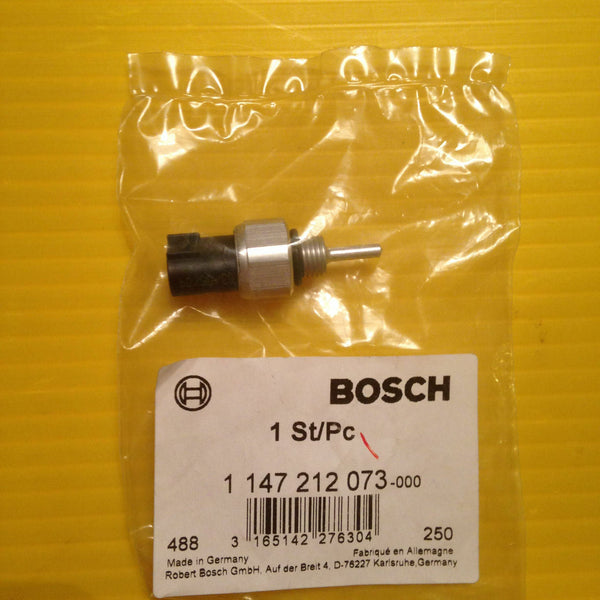 BOSCH
1 St/Pc
1 147 212 073-000
488 3 165142 276304 250
Made in Germany Fabriqué en Allemagne
Robert Bosch GmbH, Auf der Breit 4, D-76227 Karlsruhe,Germany